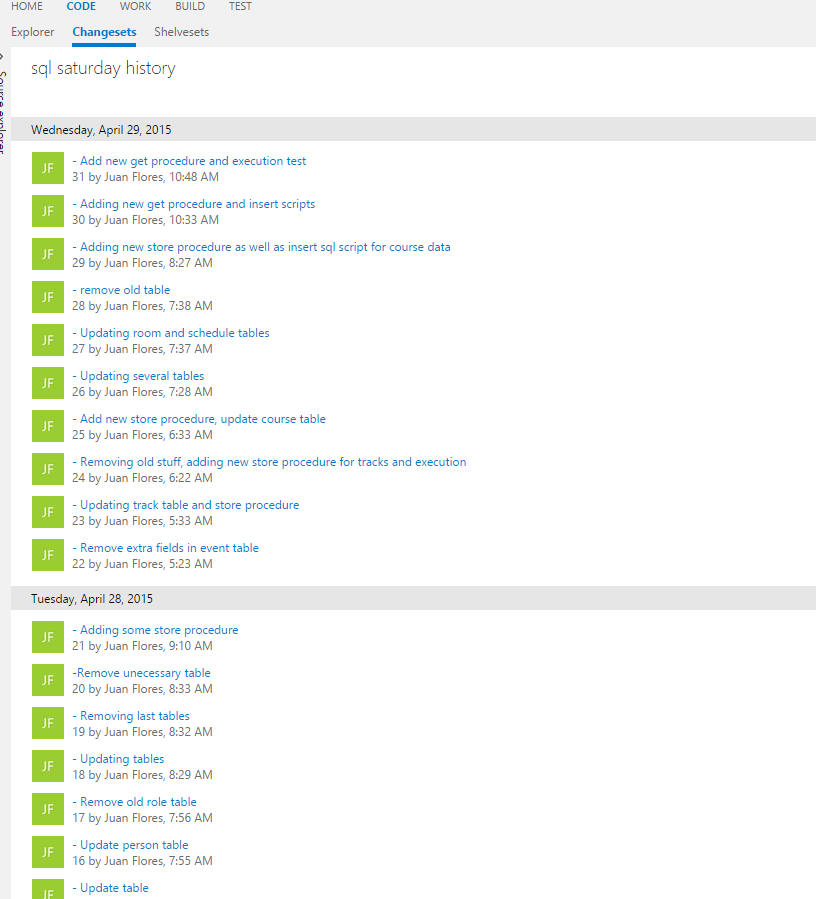 HOME CODE WORK BUILD TEST
Explorer Changesets Shelvesets
Source explorer
sql saturday history
Wednesday, April 29, 2015
JF - Add new get procedure and execution test
31 by Juan Flores, 10:48 AM
JF - Adding new get procedure and insert scripts
30 by Juan Flores, 10:33 AM
JF - Adding new store procedure as well as insert sql script for course data
29 by Juan Flores, 8:27 AM
JF - remove old table
28 by Juan Flores, 7:38 AM
JF - Updating room and schedule tables
27 by Juan Flores, 7:37 AM
JF - Updating several tables
26 by Juan Flores, 7:28 AM
JF - Add new store procedure, update course table
25 by Juan Flores, 6:33 AM
JF - Removing old stuff, adding new store procedure for tracks and execution
24 by Juan Flores, 6:22 AM
JF - Updating track table and store procedure
23 by Juan Flores, 5:33 AM
JF - Remove extra fields in event table
22 by Juan Flores, 5:23 AM
Tuesday, April 28, 2015
JF - Adding some store procedure
21 by Juan Flores, 9:10 AM
JF -Remove unecessary table
20 by Juan Flores, 8:33 AM
JF - Removing last tables
19 by Juan Flores, 8:32 AM
JF - Updating tables
18 by Juan Flores, 8:29 AM
JF - Remove old role table
17 by Juan Flores, 7:56 AM
JF - Update person table
16 by Juan Flores, 7:55 AM
JF - Update table